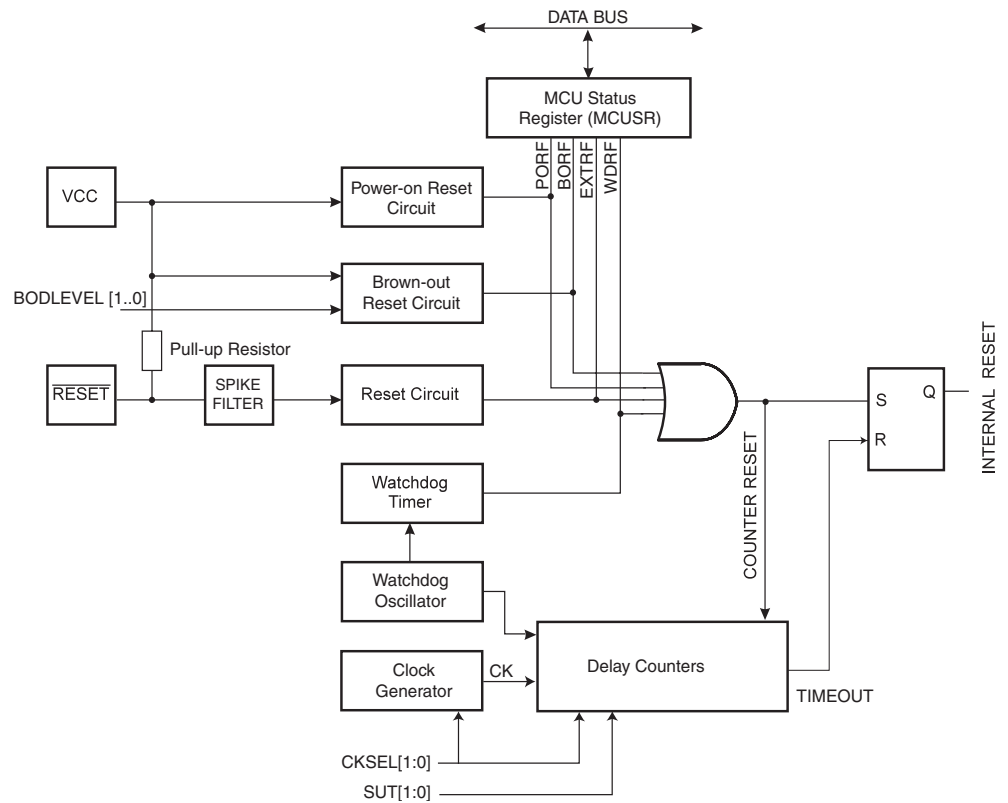 DATA BUS
MCU Status
Register (MCUSR)
PORF
BORF
EXTRF
WDRF
VCC
Power-on Reset
Circuit
Brown-out
Reset Circuit
BODLEVEL [1..0]
Pull-up Resistor
RESET
SPIKE
FILTER
Reset Circuit
S
Q
R
INTERNAL RESET
COUNTER RESET
Watchdog
Timer
Watchdog
Oscillator
Clock
Generator
CK
Delay Counters
TIMEOUT
CKSEL[1:0]
SUT[1:0]